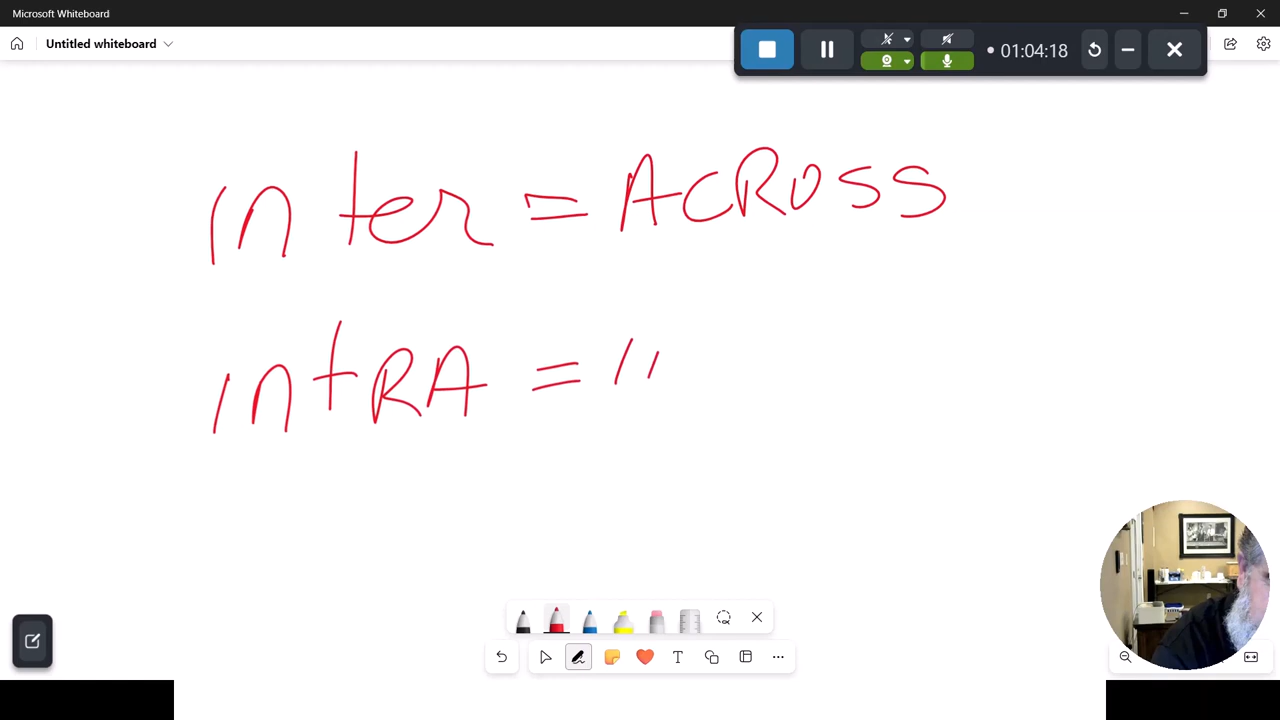 Microsoft Whiteboard
Untitled whiteboard
01:04:18
inter = ACROSS
intRA =
T